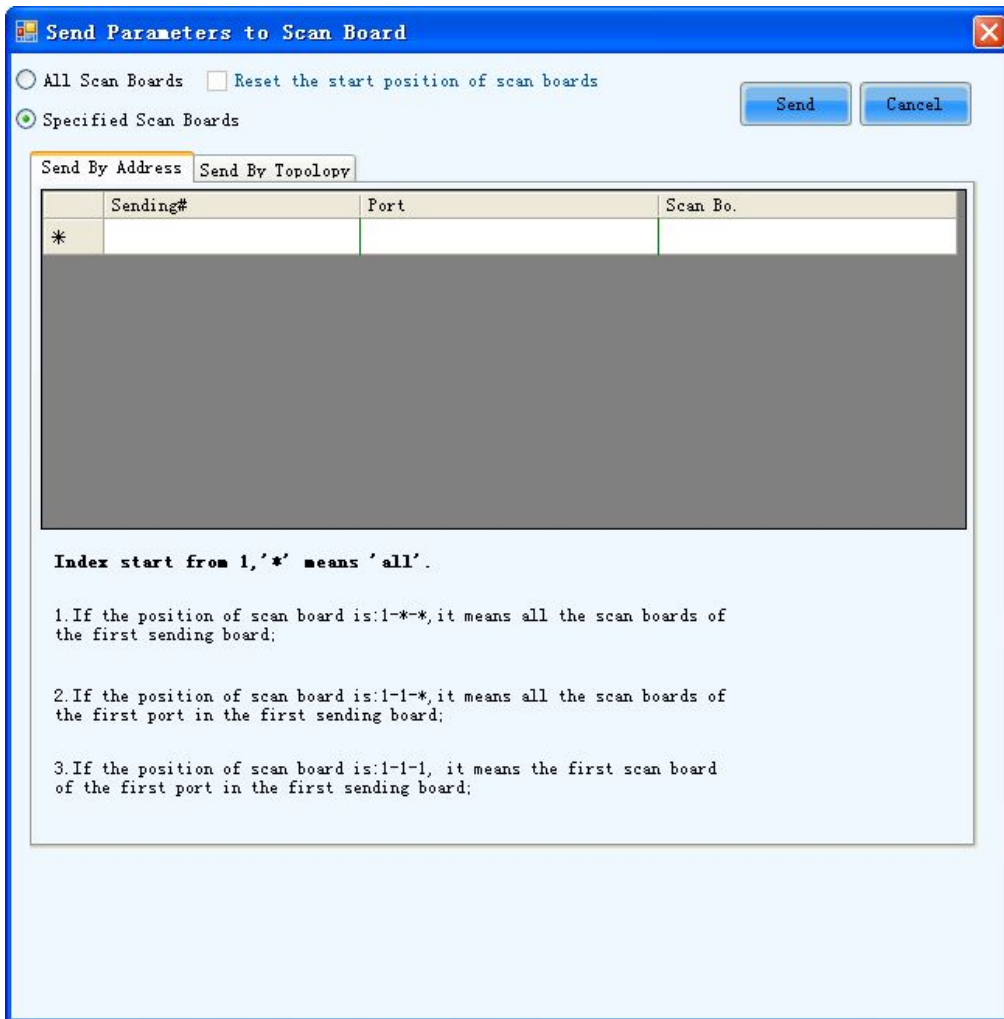 Send Parameters to Scan Board
All Scan Boards Reset the start position of scan boards
Specified Scan Boards
Send Cancel
Send By Address Send By Topolopy
Sending# Port Scan Bo.
*
Index start from 1,'*' means 'all'.
1.If the position of scan board is:1-*-*,it means all the scan boards of
the first sending board;
2.If the position of scan board is:1-1-*,it means all the scan boards of
the first port in the first sending board;
3.If the position of scan board is:1-1-1, it means the first scan board
of the first port in the first sending board;